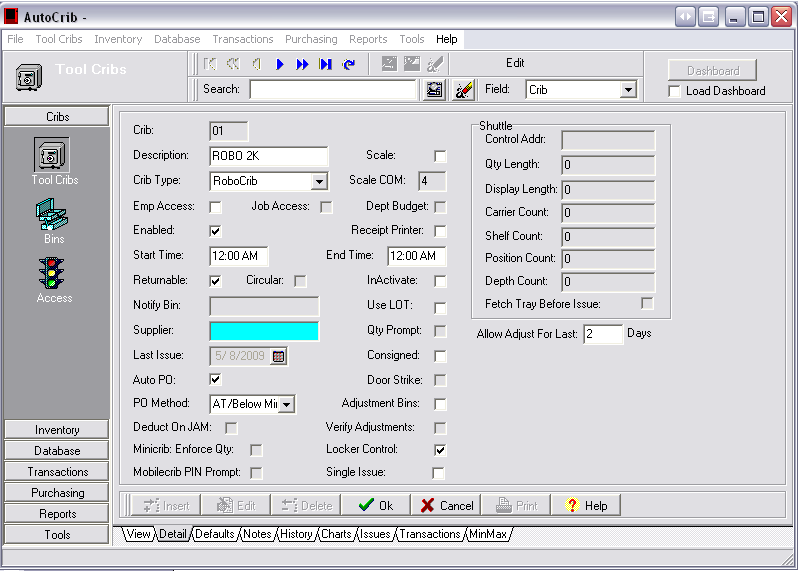 AutoCrib -
File Tool Cribs Inventory Database Transactions Purchasing Reports Tools Help
Tool Cribs
Edit
Search: Field: Crib
Dashboard
Load Dashboard
Cribs
Tool Cribs
Bins
Access
Inventory
Database
Transactions
Purchasing
Reports
Tools
Crib: 01
Description: ROBO 2K Scale:
Crib Type: RoboCrib Scale COM: 4
Emp Access: Job Access: Dept Budget:
Enabled: Receipt Printer:
Start Time: 12:00 AM End Time: 12:00 AM
Returnable: Circular: InActivate:
Notify Bin: Use LOT:
Supplier: Qty Prompt:
Last Issue: 5/ 8/2009 Consigned:
Auto PO: Door Strike:
PO Method: AT/Below Mi Adjustment Bins:
Deduct On JAM: Verify Adjustments:
Minicrib: Enforce Qty: Locker Control:
Mobilecrib PIN Prompt: Single Issue:
Shuttle
Control Addr:
Qty Length: 0
Display Length: 0
Carrier Count: 0
Shelf Count: 0
Position Count: 0
Depth Count: 0
Fetch Tray Before Issue:
Allow Adjust For Last: 2 Days
Insert Edit Delete Ok Cancel Print Help
View Detail Defaults Notes History Charts Issues Transactions MinMax